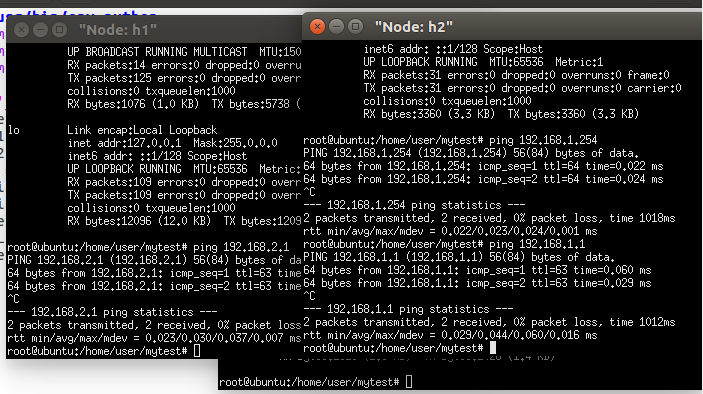 usr/bin/env python
"Node: h1"
UP BROADCAST RUNNING MULTICAST  MTU:150
RX packets:14 errors:0 dropped:0 overru
TX packets:125 errors:0 dropped:0 overr
collisions:0 txqueuelen:1000
RX bytes:1076 (1.0 KB)  TX bytes:5738 (
lo        Link encap:Local Loopback
inet addr:127.0.0.1  Mask:255.0.0.0
inet6 addr: ::1/128 Scope:Host
UP LOOPBACK RUNNING  MTU:65536  Metric:
RX packets:109 errors:0 dropped:0 overr
TX packets:109 errors:0 dropped:0 overr
collisions:0 txqueuelen:1000
RX bytes:12096 (12.0 KB)  TX bytes:1209
root@ubuntu:/home/user/mytest# ping 192.168.2.1
PING 192.168.2.1 (192.168.2.1) 56(84) bytes of da
64 bytes from 192.168.2.1: icmp_seq=1 ttl=63 time
64 bytes from 192.168.2.1: icmp_seq=2 ttl=63 time
^C
--- 192.168.2.1 ping statistics ---
2 packets transmitted, 2 received, 0% packet loss
rtt min/avg/max/mdev = 0.023/0.030/0.037/0.007 ms
root@ubuntu:/home/user/mytest#
"Node: h2"
inet6 addr: ::1/128 Scope:Host
UP LOOPBACK RUNNING  MTU:65536  Metric:1
RX packets:31 errors:0 dropped:0 overruns:0 frame:0
TX packets:31 errors:0 dropped:0 overruns:0 carrier:0
collisions:0 txqueuelen:1000
RX bytes:3360 (3.3 KB)  TX bytes:3360 (3.3 KB)
root@ubuntu:/home/user/mytest# ping 192.168.1.254
PING 192.168.1.254 (192.168.1.254) 56(84) bytes of data.
64 bytes from 192.168.1.254: icmp_seq=1 ttl=64 time=0.022 ms
64 bytes from 192.168.1.254: icmp_seq=2 ttl=64 time=0.024 ms
^C
--- 192.168.1.254 ping statistics ---
2 packets transmitted, 2 received, 0% packet loss, time 1018ms
rtt min/avg/max/mdev = 0.022/0.023/0.024/0.001 ms
root@ubuntu:/home/user/mytest# ping 192.168.1.1
PING 192.168.1.1 (192.168.1.1) 56(84) bytes of data.
64 bytes from 192.168.1.1: icmp_seq=1 ttl=63 time=0.060 ms
64 bytes from 192.168.1.1: icmp_seq=2 ttl=63 time=0.029 ms
^C
--- 192.168.1.1 ping statistics ---
2 packets transmitted, 2 received, 0% packet loss, time 1012ms
rtt min/avg/max/mdev = 0.029/0.044/0.060/0.016 ms
root@ubuntu:/home/user/mytest#
root@ubuntu:/home/user/mytest#